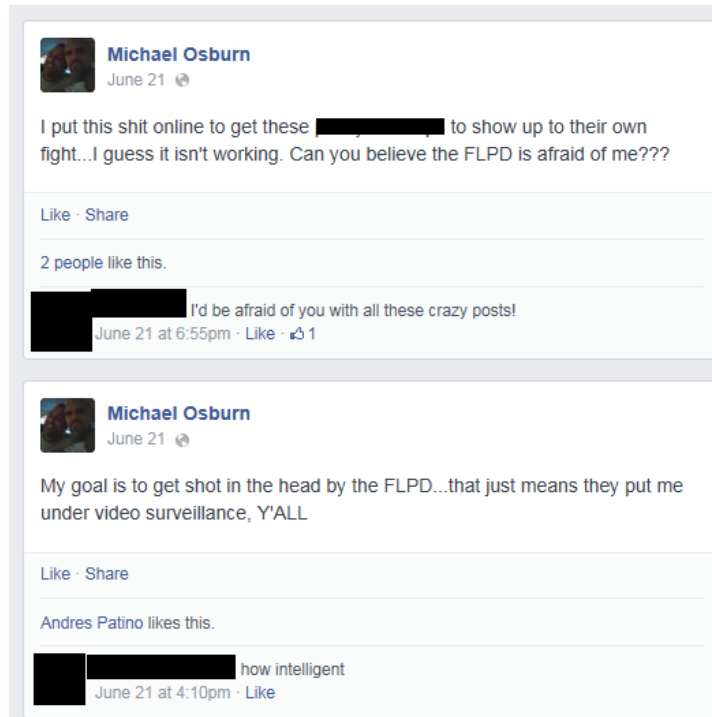 Michael Osburn
June 21
I put this shit online to get these to show up to their own
fight...I guess it isn't working. Can you believe the FLPD is afraid of me???
Like · Share
2 people like this.
I'd be afraid of you with all these crazy posts!
June 21 at 6:55pm · Like · 1
Michael Osburn
June 21
My goal is to get shot in the head by the FLPD...that just means they put me
under video surveillance, Y'ALL
Like · Share
Andres Patino likes this.
how intelligent
June 21 at 4:10pm · Like